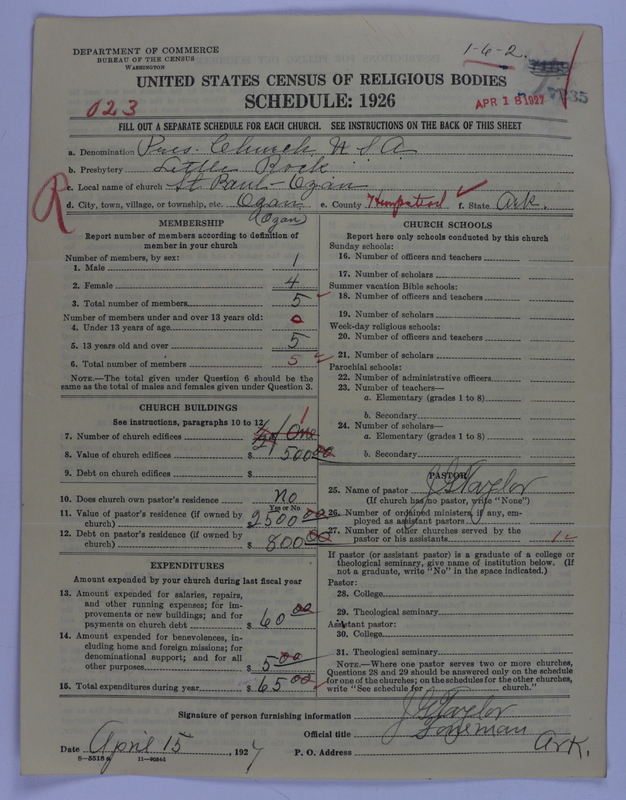 DEPARTMENT OF COMMERCE
BUREAU OF THE CENSUS
WASHINGTON
1-6-2.
UNITED STATES CENSUS OF RELIGIOUS BODIES
SCHEDULE: 1926
023
APR 18 1927
FILL OUT A SEPARATE SCHEDULE FOR EACH CHURCH. SEE INSTRUCTIONS ON THE BACK OF THIS SHEET
a. Denomination Pres. Church U S A
b. Presbytery Little Rock
c. Local name of church St. Paul - Ozan
d. City, town, village, or township, etc. Ozan e. County Hempstead f. State Ark.
(Ozan)
R
MEMBERSHIP
Report number of members according to definition of member in your church
Number of members, by sex:
1. Male 1
2. Female 4
3. Total number of members 5
Number of members under and over 13 years old:
4. Under 13 years of age 0
5. 13 years old and over 5
6. Total number of members 5
NOTE.—The total given under Question 6 should be the same as the total of males and females given under Question 3.
CHURCH BUILDINGS
See instructions, paragraphs 10 to 12
7. Number of church edifices 1 One
8. Value of church edifices $ 500.00
9. Debt on church edifices $
10. Does church own pastor's residence no
Yes or No
11. Value of pastor's residence (if owned by church) $ 2500 00
12. Debt on pastor's residence (if owned by church) $ 800 00
EXPENDITURES
Amount expended by your church during last fiscal year
13. Amount expended for salaries, repairs, and other running expenses; for improvements or new buildings; and for payments on church debt $ 60 00
14. Amount expended for benevolences, including home and foreign missions; for denominational support; and for all other purposes $ 5 00
15. Total expenditures during year $ 65 00
CHURCH SCHOOLS
Report here only schools conducted by this church
Sunday schools:
16. Number of officers and teachers
17. Number of scholars
Summer vacation Bible schools:
18. Number of officers and teachers
19. Number of scholars
Week-day religious schools:
20. Number of officers and teachers
21. Number of scholars
Parochial schools:
22. Number of administrative officers
23. Number of teachers—
a. Elementary (grades 1 to 8)
b. Secondary
24. Number of scholars—
a. Elementary (grades 1 to 8)
b. Secondary
PASTOR
25. Name of pastor J G Taylor
(If church has no pastor, write "None")
26. Number of ordained ministers, if any, employed as assistant pastors
27. Number of other churches served by the pastor or his assistants 1
If pastor (or assistant pastor) is a graduate of a college or theological seminary, give name of institution below. (If not a graduate, write "No" in the space indicated.)
Pastor:
28. College
29. Theological seminary
Assistant pastor:
30. College
31. Theological seminary
NOTE.—Where one pastor serves two or more churches, Questions 28 and 29 should be answered only on the schedule for one of the churches; on the schedules for the other churches, write "See schedule for church."
Signature of person furnishing information J G Taylor
Official title
Date April 15, 1927 P. O. Address Ark.
8-5518a 11-9034d